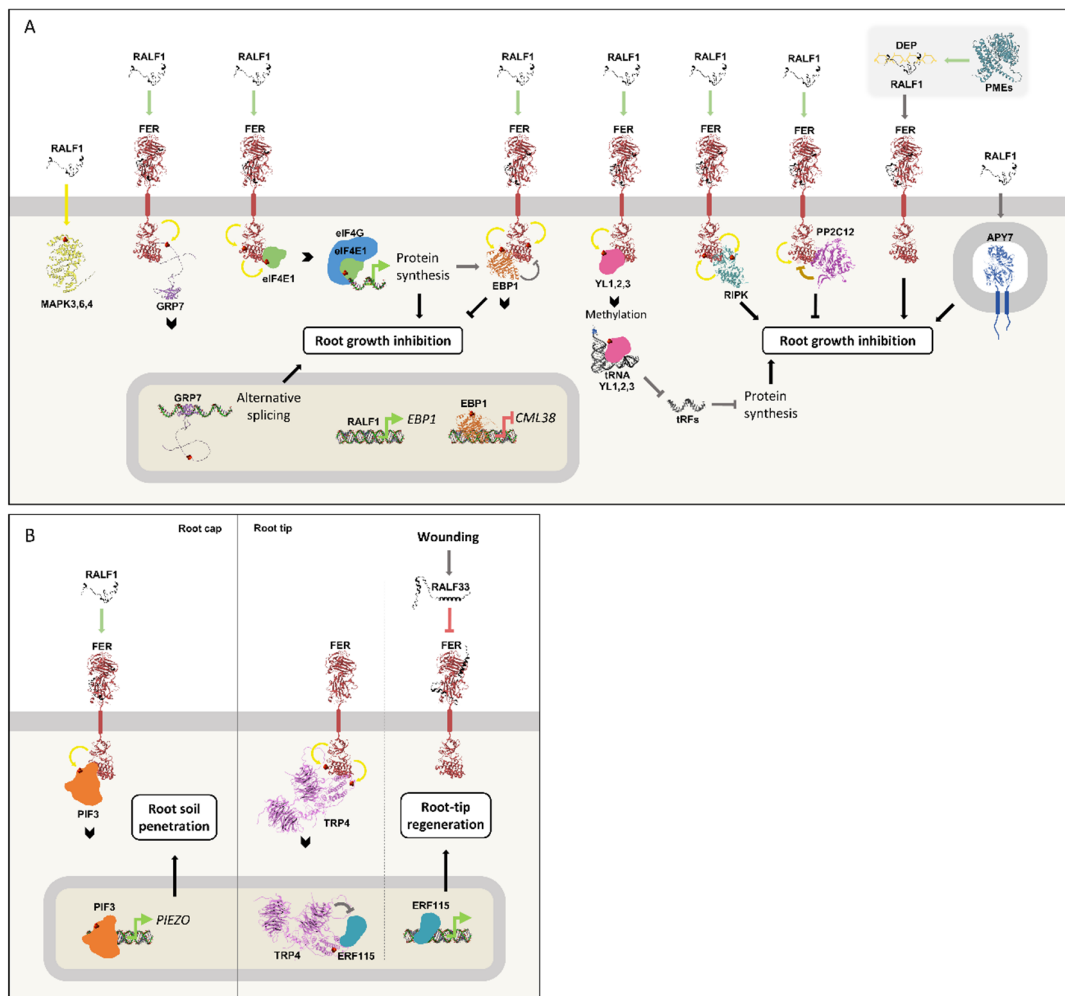 A
RALF1
RALF1
RALF1
RALF1
RALF1
RALF1
DEP
RALF1
PMEs
FER
FER
FER
FER
FER
FER
FER
RALF1
RALF1
MAPK3,6,4
GRP7
eIF4E1
eIF4G
eIF4E1
Protein
synthesis
EBP1
YL1,2,3
RIPK
PP2C12
APY7
Methylation
Root growth inhibition
Root growth inhibition
tRNA
YL1,2,3
tRFs
Protein
synthesis
GRP7
Alternative
splicing
RALF1
EBP1
EBP1
CML38
B
Root cap
Root tip
Wounding
RALF1
RALF33
FER
FER
FER
PIF3
Root soil
penetration
TRP4
Root-tip
regeneration
PIF3
PIEZO
TRP4
ERF115
ERF115